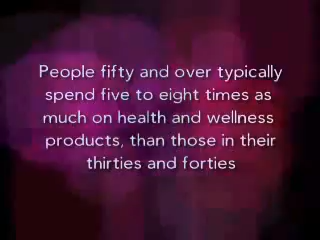 People fifty and over typically
spend five to eight times as
much on health and wellness
products, than those in their
thirties and forties